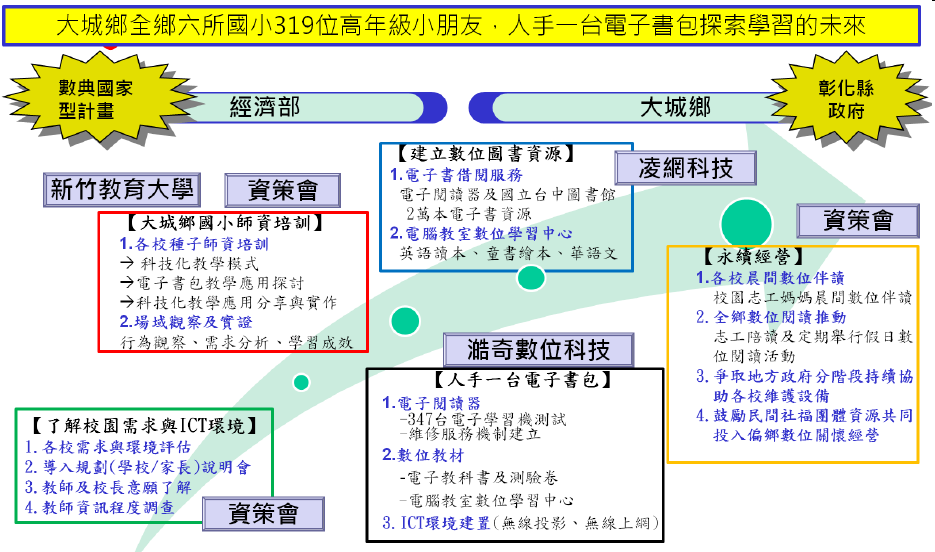 大城鄉全鄉六所國小319位高年級小朋友，人手一台電子書包探索學習的未來
數典國家
型計畫
經濟部
大城鄉
彰化縣
政府
新竹教育大學
資策會
【大城鄉國小師資培訓】
1.各校種子師資培訓
→ 科技化教學模式
→電子書包教學應用探討
→科技化教學應用分享與實作
2.場域觀察及實證
行為觀察、需求分析、學習成效
【建立數位圖書資源】
1.電子書借閱服務
電子閱讀器及國立台中圖書館
2萬本電子書資源
2.電腦教室數位學習中心
英語讀本、童書繪本、華語文
凌網科技
資策會
【永續經營】
1.各校晨間數位伴讀
校園志工媽媽晨間數位伴讀
2. 全鄉數位閱讀推動
志工陪讀及定期舉行假日數
位閱讀活動
3. 爭取地方政府分階段持續協
助各校維護設備
4. 鼓勵民間社福團體資源共同
投入偏鄉數位關懷經營
澔奇數位科技
【人手一台電子書包】
1.電子閱讀器
-347台電子學習機測試
-維修服務機制建立
2.數位教材
-電子教科書及測驗卷
-電腦教室數位學習中心
3. ICT環境建置(無線投影、無線上網)
【了解校園需求與ICT環境】
1. 各校需求與環境評估
2. 導入規劃(學校/家長)說明會
3. 教師及校長意願了解
4. 教師資訊程度調查
資策會